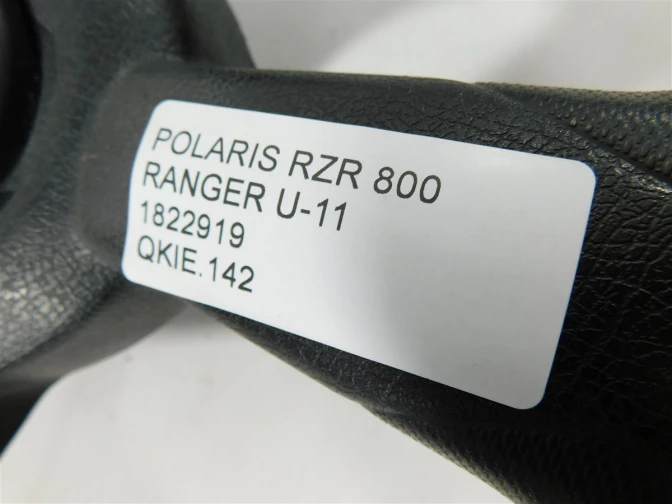 POLARIS RZR 800
RANGER U-11
1822919
QKIE.142